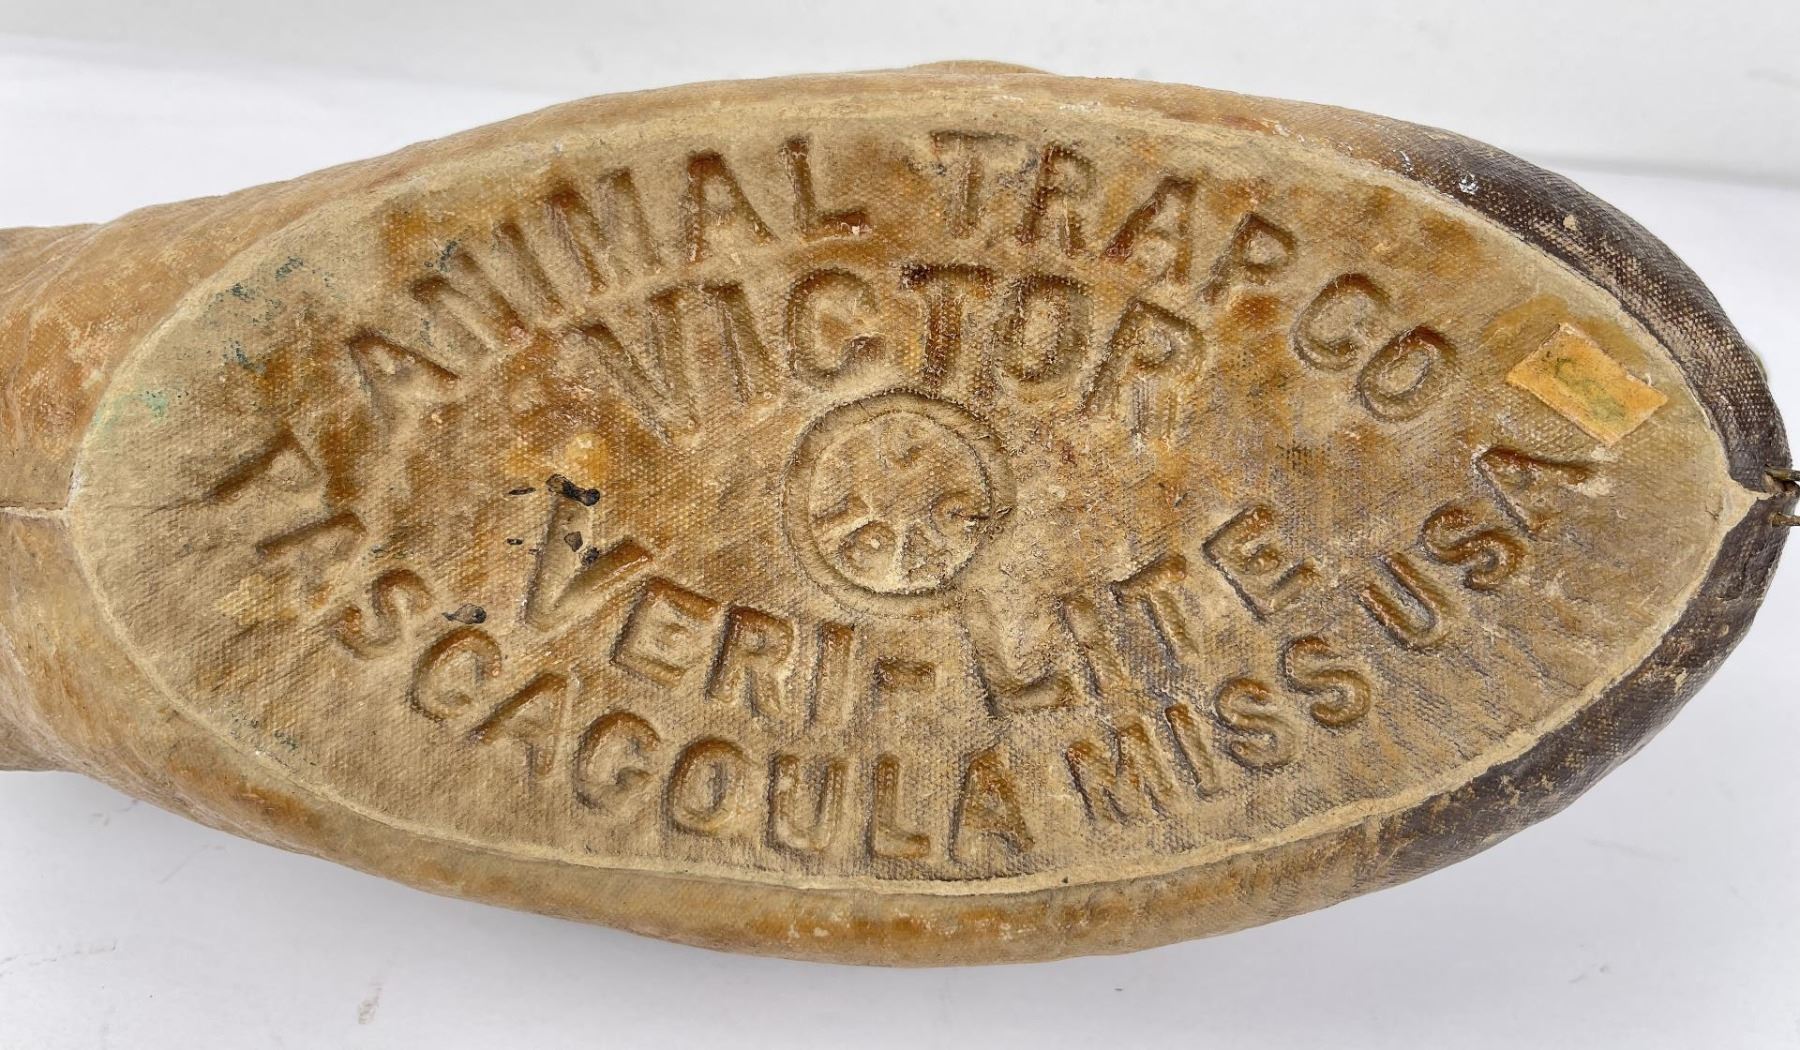 ANIMAL TRAP CO
VICTOR
VERI-LITE
PASCAGOULA MISS USA